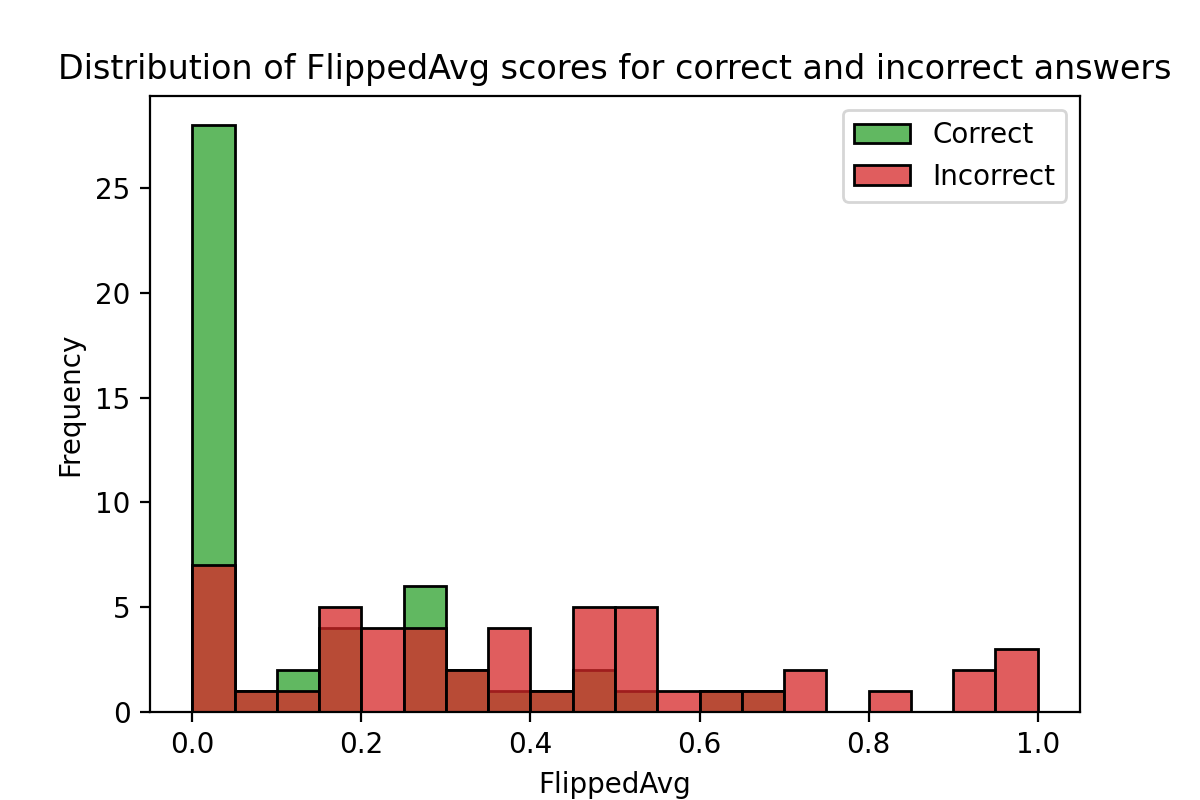 Distribution of FlippedAvg scores for correct and incorrect answers
Correct
Incorrect
Frequency
25
20
15
10
5
0
0.0 0.2 0.4 0.6 0.8 1.0
FlippedAvg